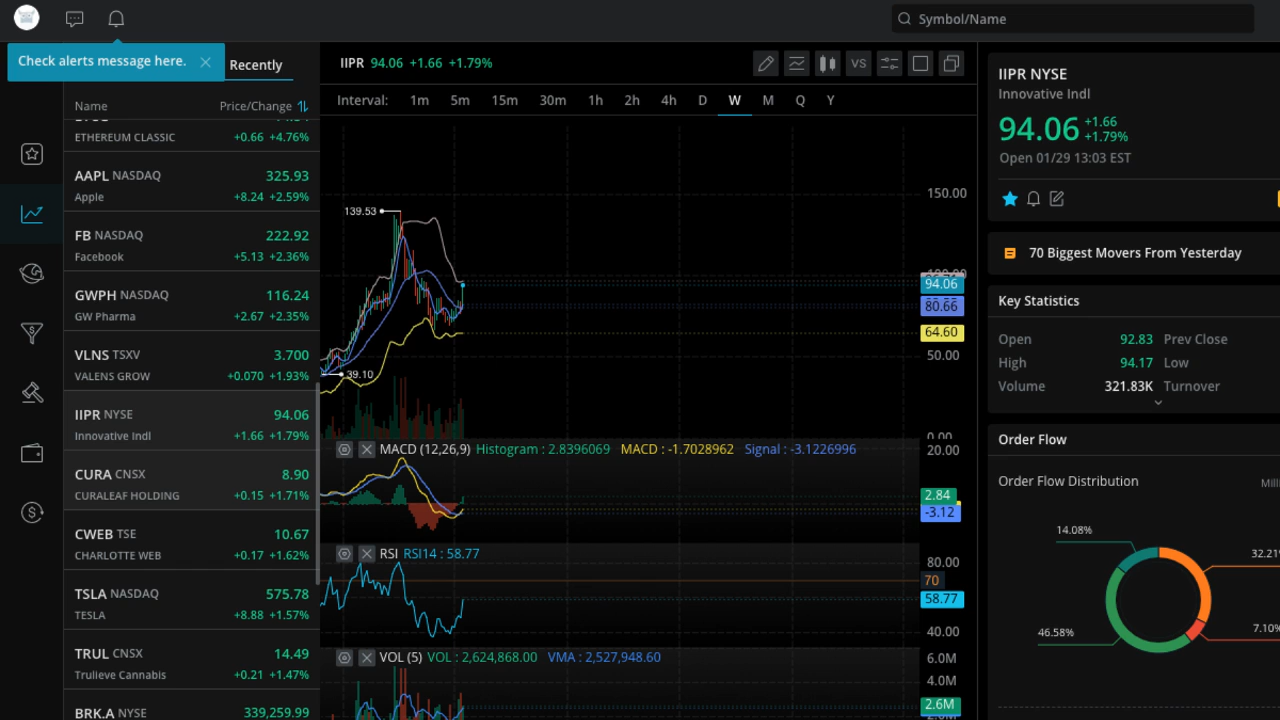 Symbol/Name
Check alerts message here.
Recently
Name Price/Change
ETHEREUM CLASSIC +0.66 +4.76%
AAPL NASDAQ 325.93
Apple +8.24 +2.59%
FB NASDAQ 222.92
Facebook +5.13 +2.36%
GWPH NASDAQ 116.24
GW Pharma +2.67 +2.35%
VLNS TSXV 3.700
VALENS GROW +0.070 +1.93%
IIPR NYSE 94.06
Innovative Indl +1.66 +1.79%
CURA CNSX 8.90
CURALEAF HOLDING +0.15 +1.71%
CWEB TSE 10.67
CHARLOTTE WEB +0.17 +1.62%
TSLA NASDAQ 575.78
TESLA +8.88 +1.57%
TRUL CNSX 14.49
Trulieve Cannabis +0.21 +1.47%
BRK.A NYSE 339,259.99
IIPR 94.06 +1.66 +1.79%
VS
Interval: 1m 5m 15m 30m 1h 2h 4h D W M Q Y
150.00
139.53
100.00
94.06
80.66
64.60
50.00
39.10
0.00
MACD (12,26,9) Histogram : 2.8396069 MACD : -1.7028962 Signal : -3.1226996
20.00
2.84
-3.12
RSI RSI14 : 58.77
80.00
70
58.77
40.00
VOL (5) VOL : 2,624,868.00 VMA : 2,527,948.60
6.0M
4.0M
2.6M
IIPR NYSE
Innovative Indl
94.06 +1.66
+1.79%
Open 01/29 13:03 EST
70 Biggest Movers From Yesterday
Key Statistics
Open 92.83 Prev Close
High 94.17 Low
Volume 321.83K Turnover
Order Flow
Order Flow Distribution Milli
14.08%
32.21%
46.58%
7.10%